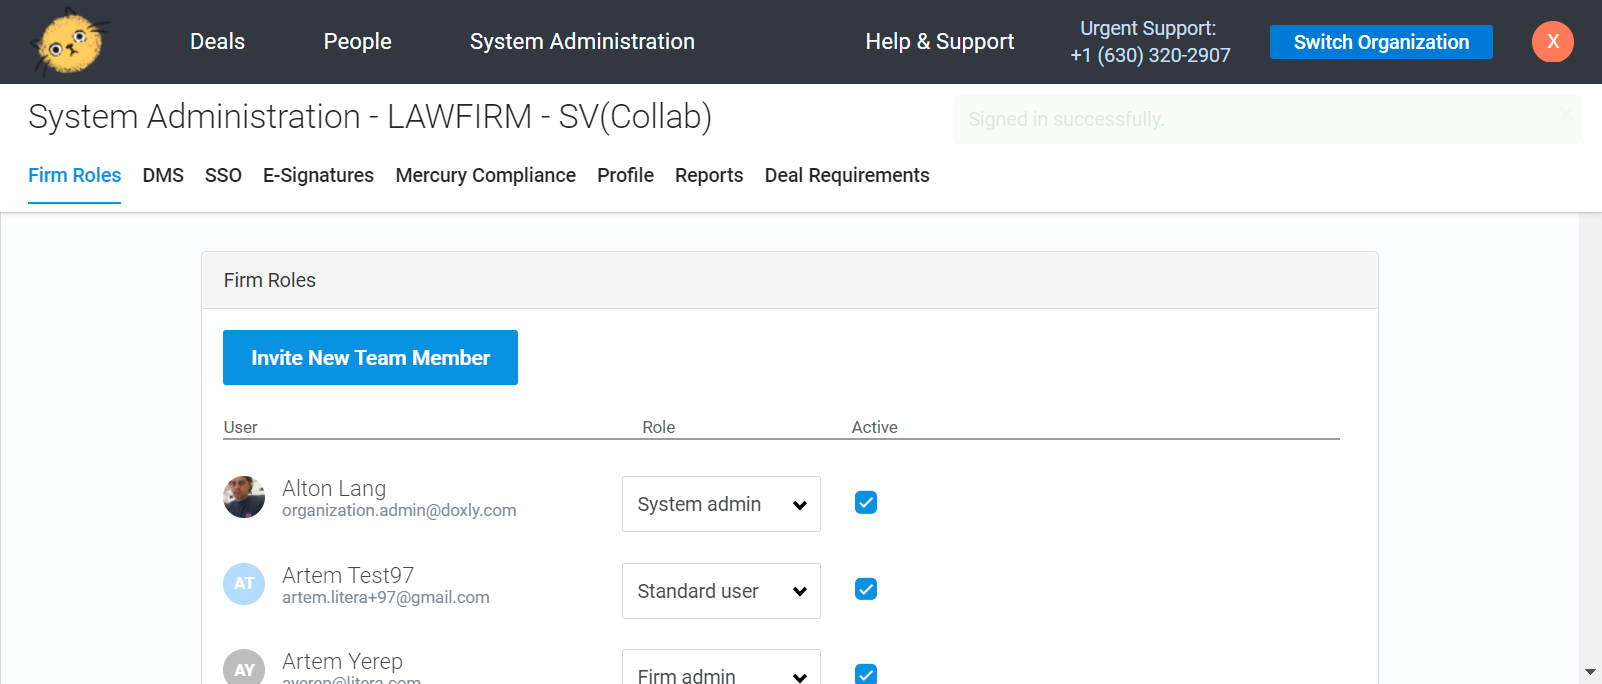 Deals People System Administration Help & Support
Urgent Support:
+1 (630) 320-2907
Switch Organization
X
System Administration - LAWFIRM - SV(Collab)
Signed in successfully.
Firm Roles DMS SSO E-Signatures Mercury Compliance Profile Reports Deal Requirements
Firm Roles
Invite New Team Member
User Role Active
Alton Lang
organization.admin@doxly.com
System admin
AT
Artem Test97
artem.litera+97@gmail.com
Standard user
AY
Artem Yerep
ayerep@litera.com
Firm admin